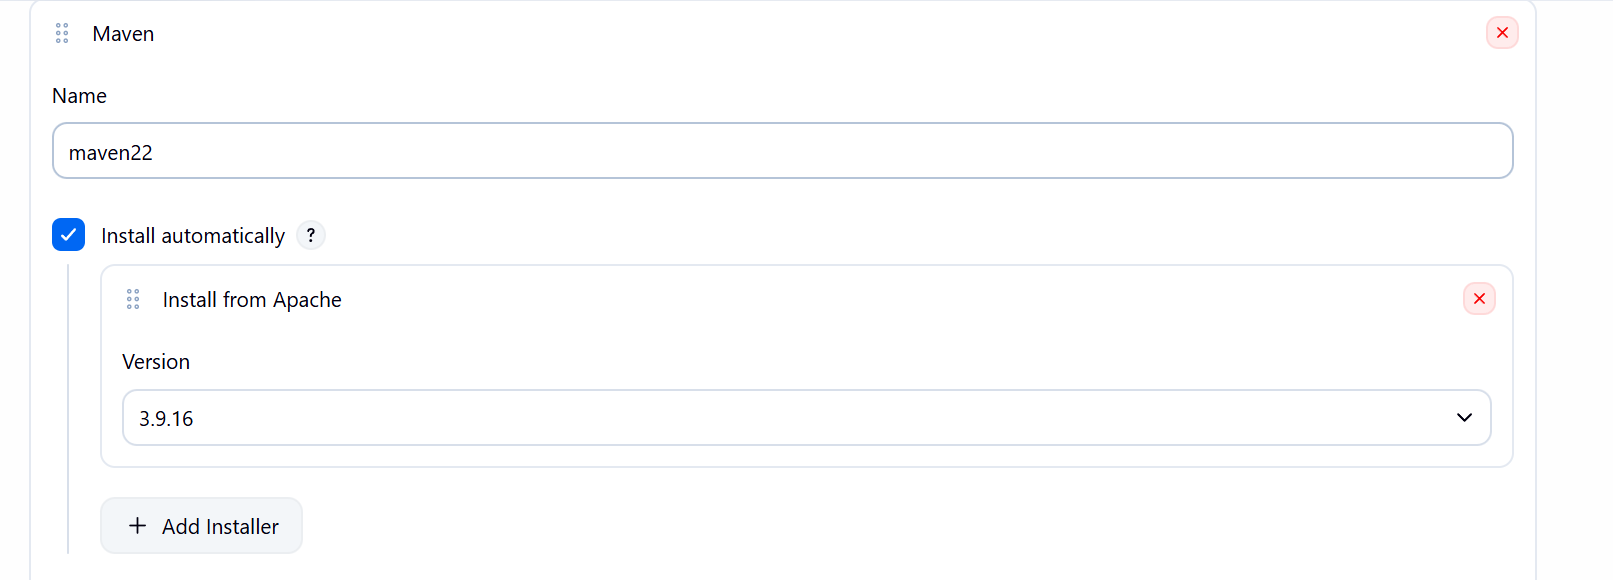 Maven
Name
maven22
Install automatically ?
Install from Apache
Version
3.9.16
+ Add Installer